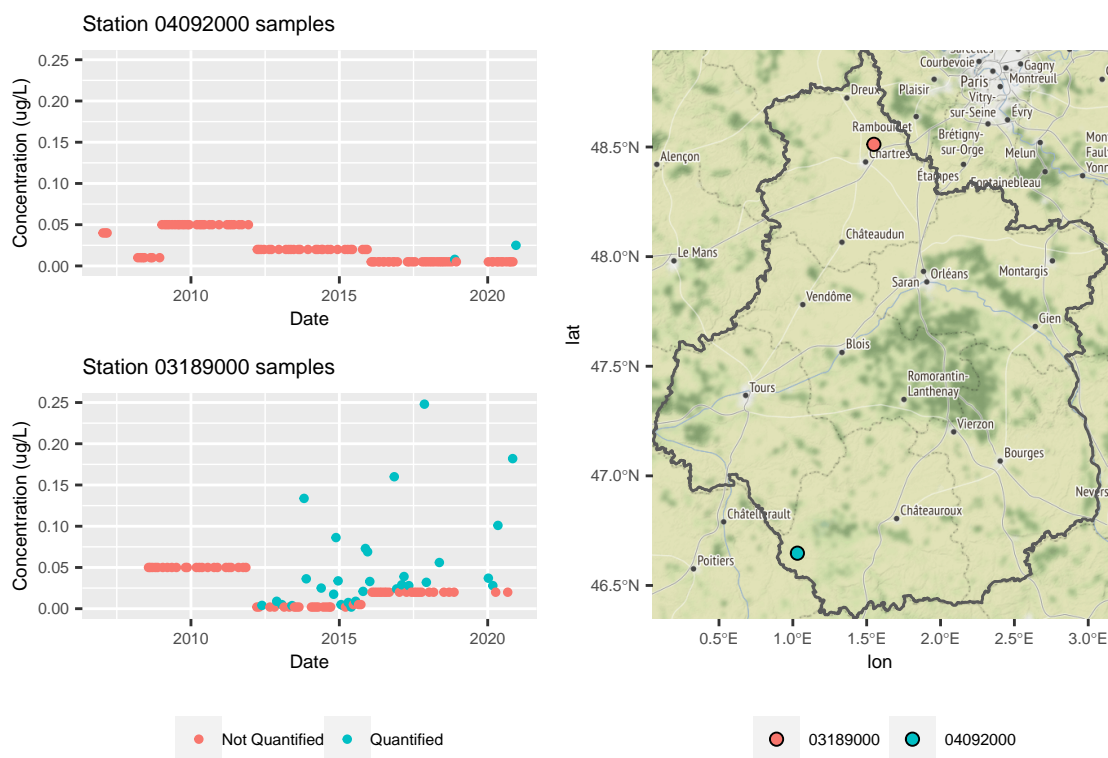 Station 04092000 samples
0.25
0.20
0.15
0.10
0.05
0.00
Concentration (ug/L)
2010
2015
2020
Date
Station 03189000 samples
0.25
0.20
0.15
0.10
0.05
0.00
Concentration (ug/L)
2010
2015
2020
Date
Not Quantified
Quantified
Courbevoie
Gagny
Paris
Montreuil
Dreux
Plaisir
Vitry-
sur-Seine
Évry
Rambouillet
Brétigny-
sur-Orge
Melun
Alençon
Chartres
Étampes
Fontainebleau
Châteaudun
Le Mans
Orléans
Montargis
Saran
Vendôme
Gien
Blois
Tours
Romorantin-
Lanthenay
Vierzon
Bourges
Nevers
Châtellerault
Châteauroux
Poitiers
48.5°N
48.0°N
47.5°N
47.0°N
46.5°N
lat
0.5°E
1.0°E
1.5°E
2.0°E
2.5°E
3.0°E
lon
03189000
04092000